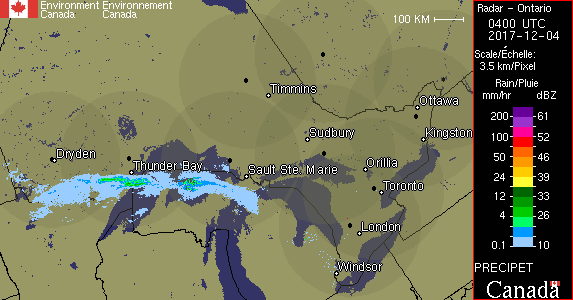 Environment Environnement
Canada Canada
100 KM
Timmins
Ottawa
Sudbury
Kingston
Dryden
Thunder Bay
Sault Ste. Marie
Orillia
Toronto
London
Windsor
Radar - Ontario
0400 UTC
2017-12-04
Scale/Échelle:
3.5 km/Pixel
Rain/Pluie
mm/hr dBZ
200 61
100 52
50 46
24 39
12 33
4 26
0.1 10
PRECIPET
Canada